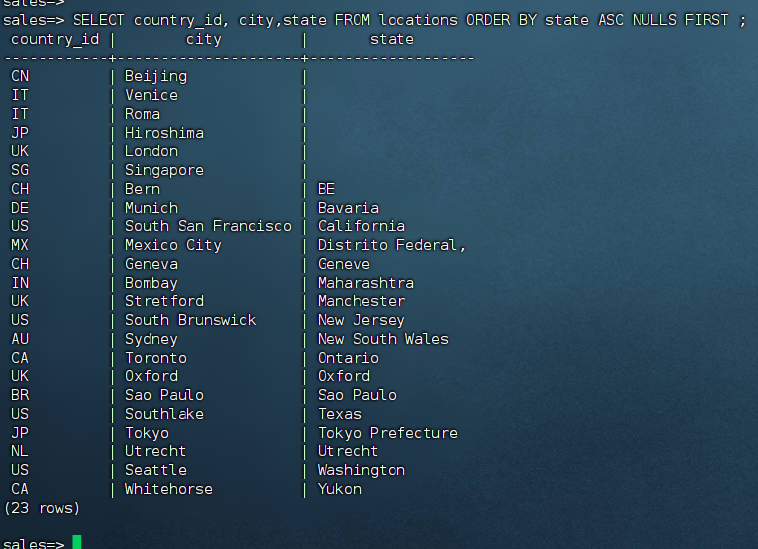 sales=>
sales=> SELECT country_id, city,state FROM locations ORDER BY state ASC NULLS FIRST ;
 country_id |        city         |       state
------------+---------------------+-------------------
 CN         | Beijing             |
 IT         | Venice              |
 IT         | Roma                |
 JP         | Hiroshima           |
 UK         | London              |
 SG         | Singapore           |
 CH         | Bern                | BE
 DE         | Munich              | Bavaria
 US         | South San Francisco | California
 MX         | Mexico City         | Distrito Federal,
 CH         | Geneva              | Geneve
 IN         | Bombay              | Maharashtra
 UK         | Stretford           | Manchester
 US         | South Brunswick     | New Jersey
 AU         | Sydney              | New South Wales
 CA         | Toronto             | Ontario
 UK         | Oxford              | Oxford
 BR         | Sao Paulo           | Sao Paulo
 US         | Southlake           | Texas
 JP         | Tokyo               | Tokyo Prefecture
 NL         | Utrecht             | Utrecht
 US         | Seattle             | Washington
 CA         | Whitehorse          | Yukon
(23 rows)
sales=>